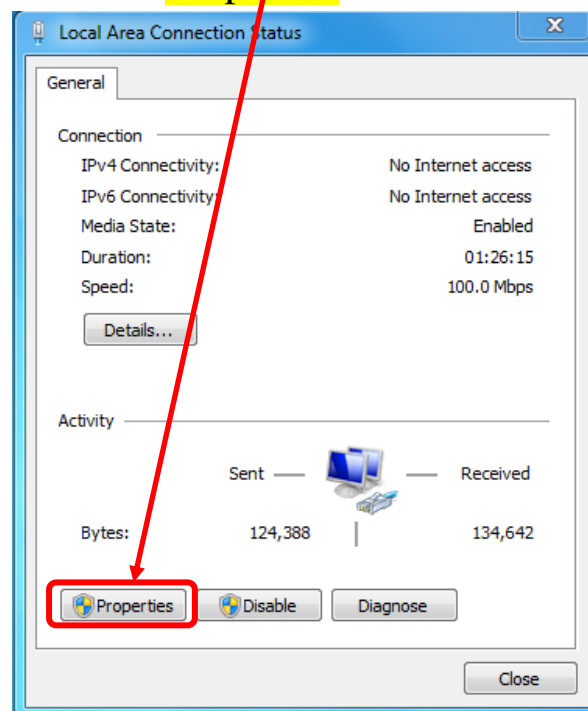 Local Area Connection Status
General
Connection
IPv4 Connectivity: No Internet access
IPv6 Connectivity: No Internet access
Media State: Enabled
Duration: 01:26:15
Speed: 100.0 Mbps
Details...
Activity
Sent — — Received
Bytes: 124,388 | 134,642
Properties Disable Diagnose
Close